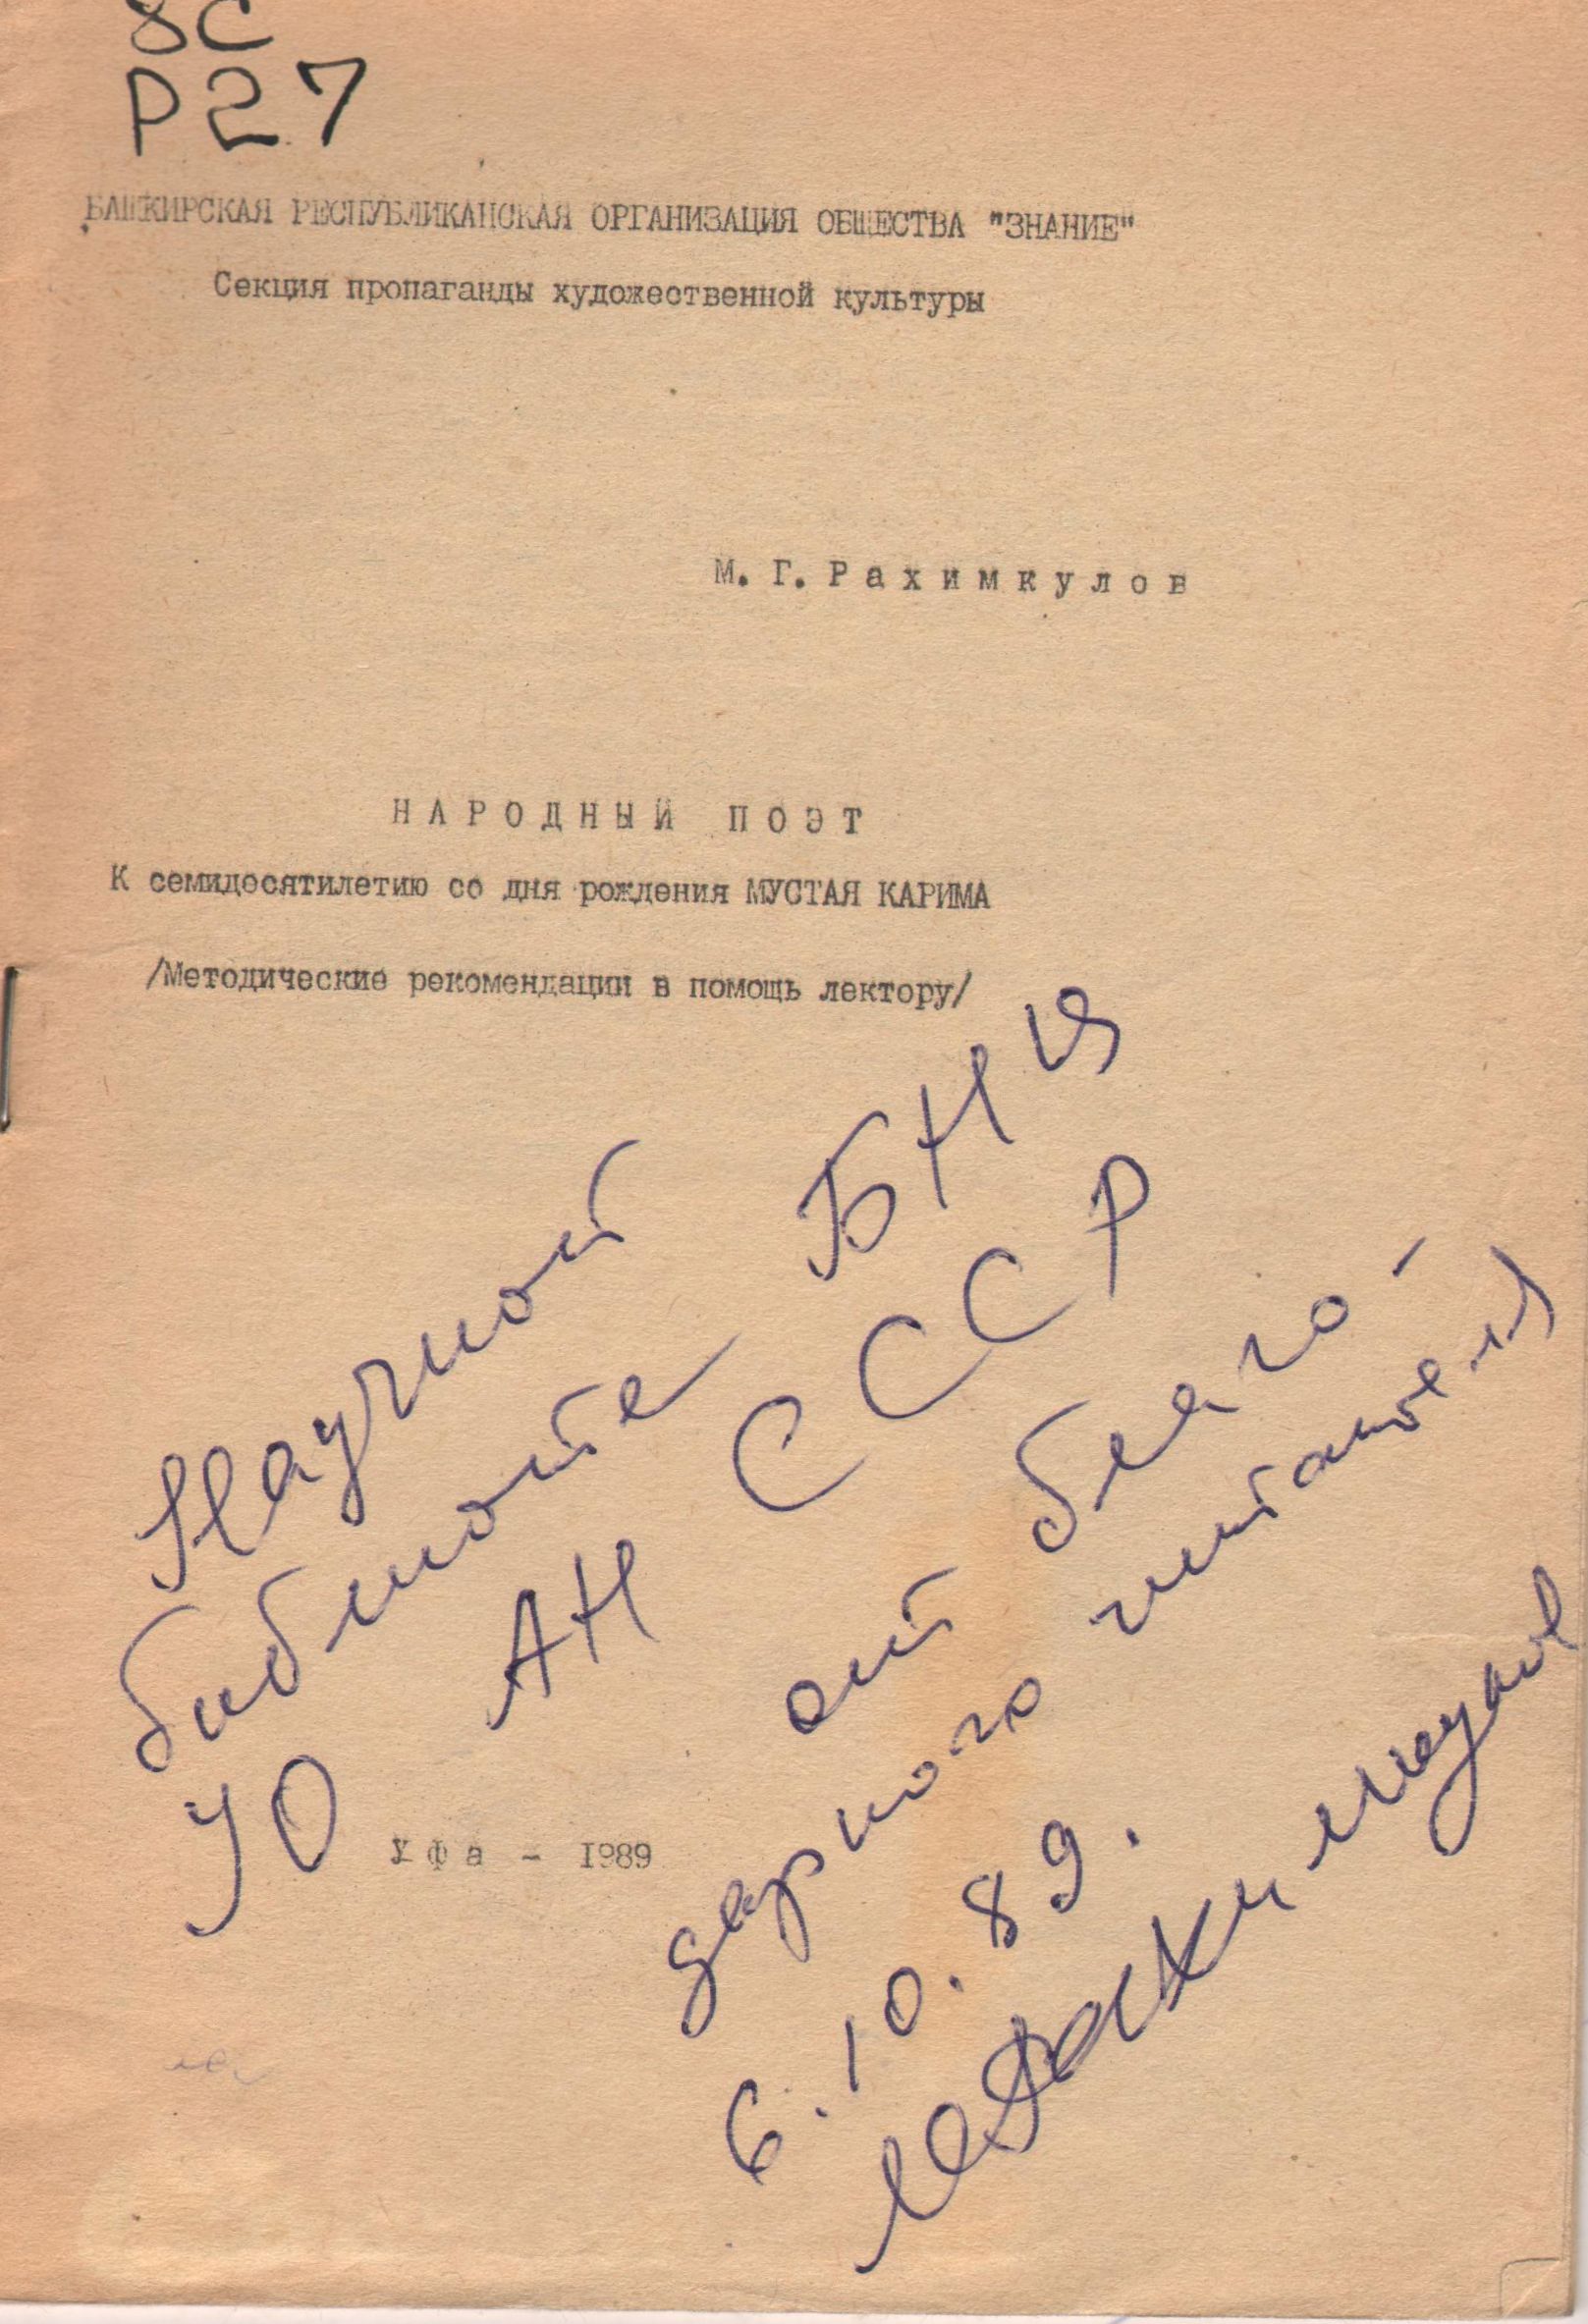 8С
Р27
БАШКИРСКАЯ РЕСПУБЛИКАНСКАЯ ОРГАНИЗАЦИЯ ОБЩЕСТВА "ЗНАНИЕ"
Секция пропаганды художественной культуры
М. Г. Рахимкулов
НАРОДНЫЙ ПОЭТ
К семидесятилетию со дня рождения МУСТАЯ КАРИМА
/Методические рекомендации в помощь лектору/
Научной
библиотеке БНЦ
УО АН СССР
от благо-
дарного читателя
6.10.89.
МРахимкулов
Уфа - 1989